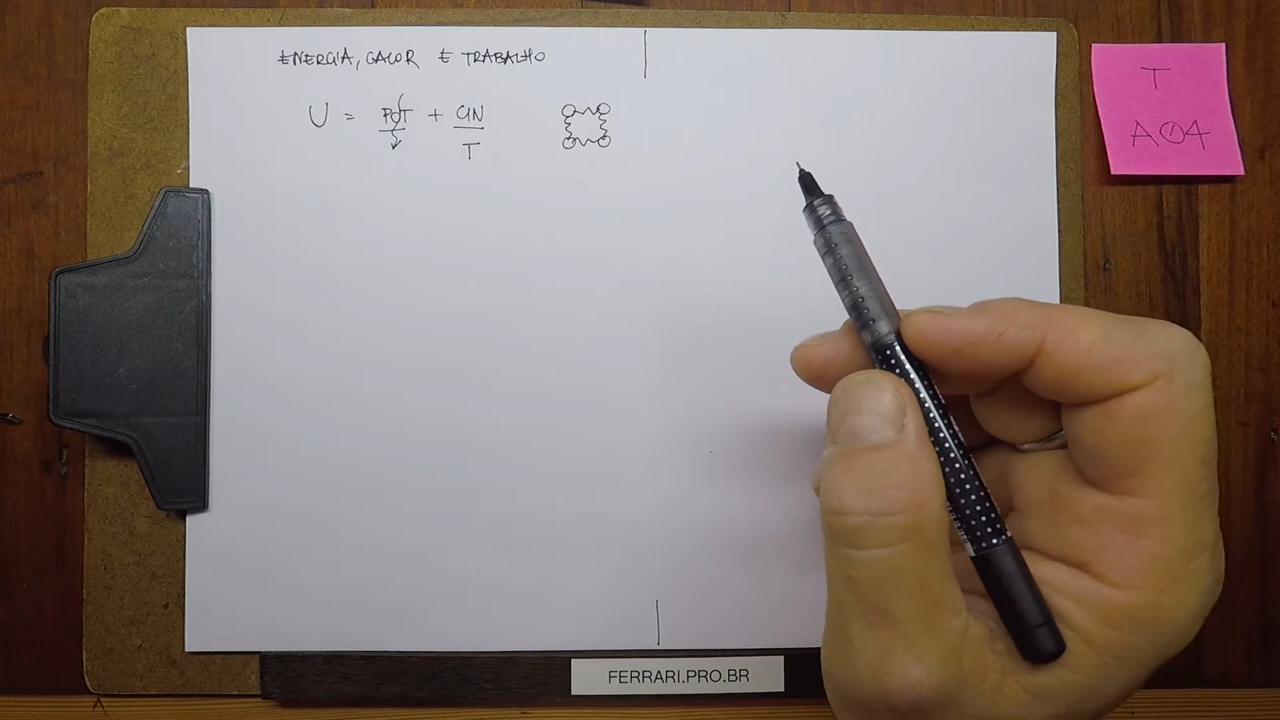 ENERGIA, CALOR E TRABALHO
U = POT + CIN
T
T
A04
FERRARI.PRO.BR